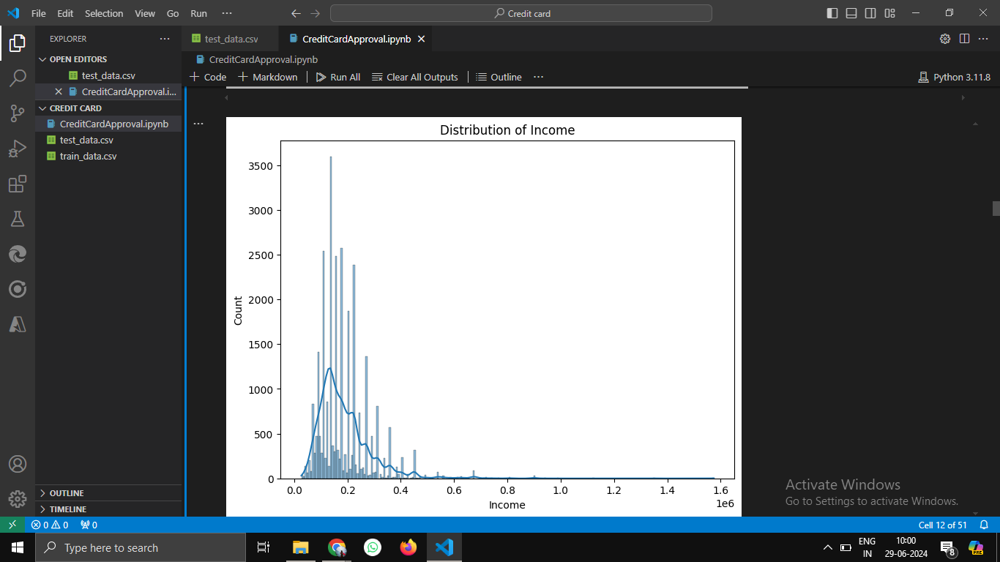 File Edit Selection View Go Run ···
Credit card
EXPLORER ···
OPEN EDITORS
test_data.csv
CreditCardApproval.i...
CREDIT CARD
CreditCardApproval.ipynb
test_data.csv
train_data.csv
OUTLINE
TIMELINE
test_data.csv CreditCardApproval.ipynb
CreditCardApproval.ipynb
+ Code + Markdown Run All Clear All Outputs Outline ···
Python 3.11.8
Distribution of Income
3500
3000
2500
2000
1500
1000
500
0
Count
0.0 0.2 0.4 0.6 0.8 1.0 1.2 1.4 1.6
1e6
Income
Activate Windows
Go to Settings to activate Windows.
0 0 0
Cell 12 of 51
Type here to search
ENG
IN
10:00
29-06-2024
8
PRE